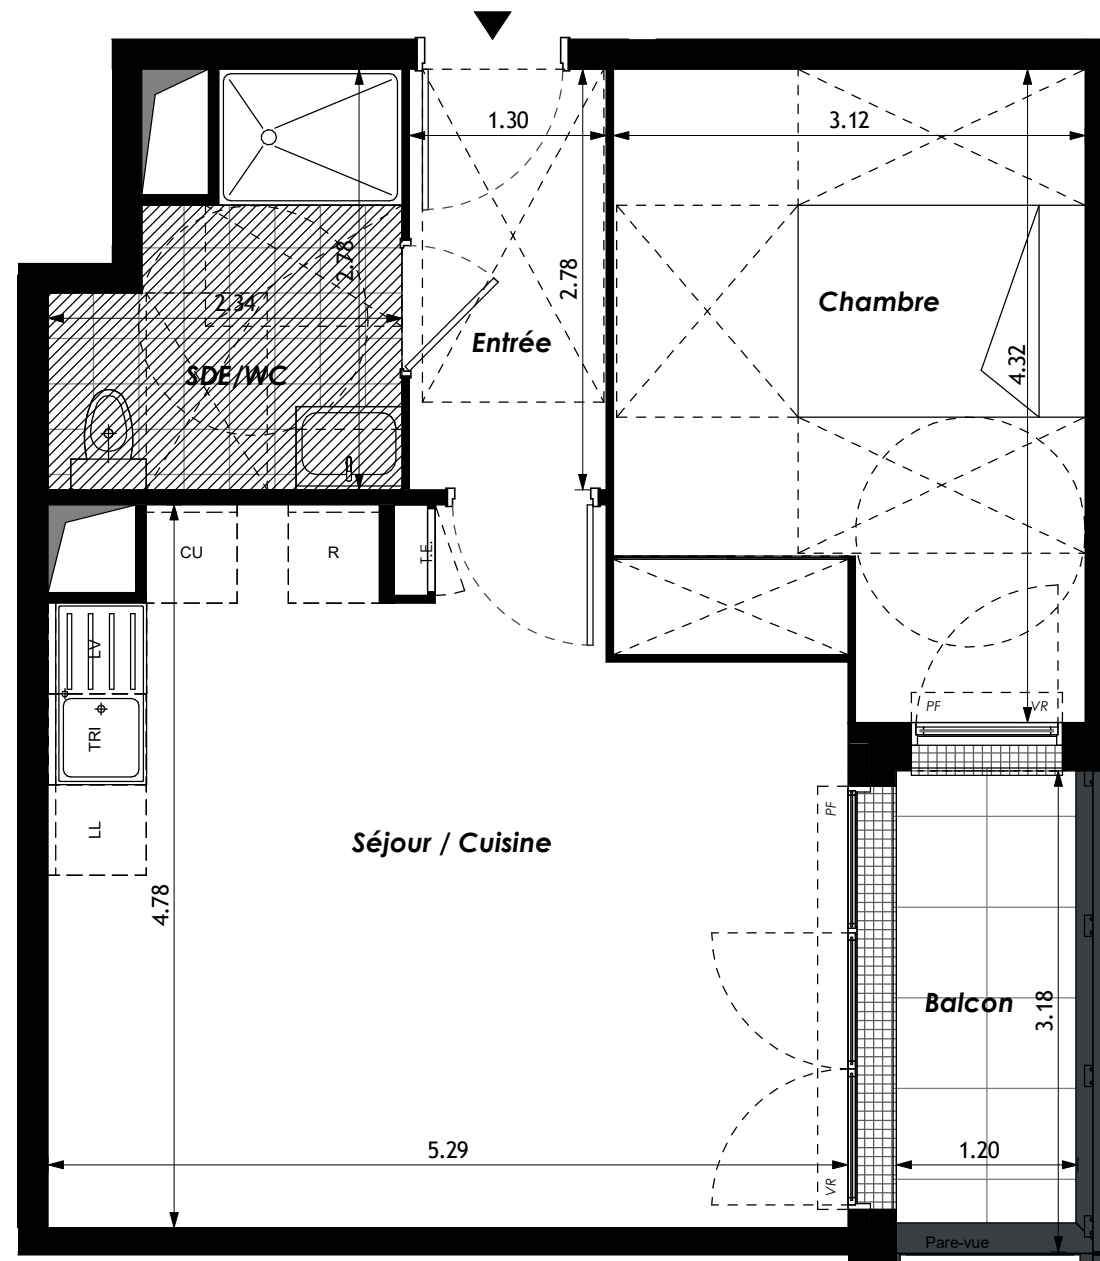 1.30
3.12
2.78
2.78
2.34
Chambre
Entrée
4.32
SDE/WC
CU
R
T.E.
LV
PF
VR
TRI
LL
PF
Séjour / Cuisine
4.78
Balcon
3.18
5.29
1.20
VR
Pare-vue